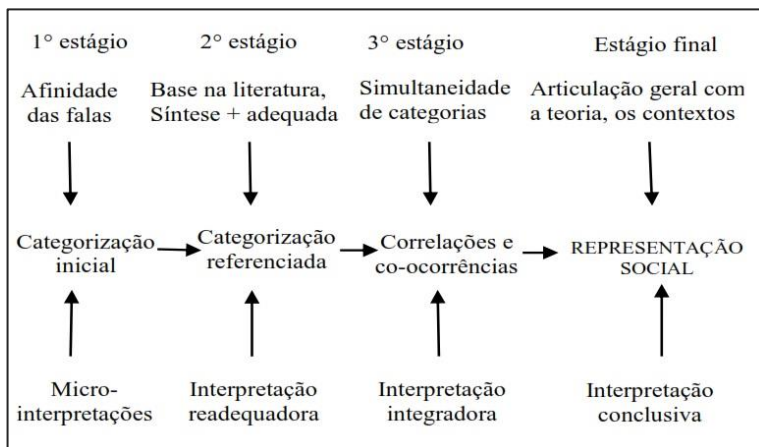 1° estágio
2° estágio
3° estágio
Estágio final
Afinidade
das falas
Base na literatura,
Síntese + adequada
Simultaneidade
de categorias
Articulação geral com
a teoria, os contextos
Categorização
inicial
Categorização
referenciada
Correlações e
co-ocorrências
REPRESENTAÇÃO
SOCIAL
Micro-
interpretações
Interpretação
readequadora
Interpretação
integradora
Interpretação
conclusiva